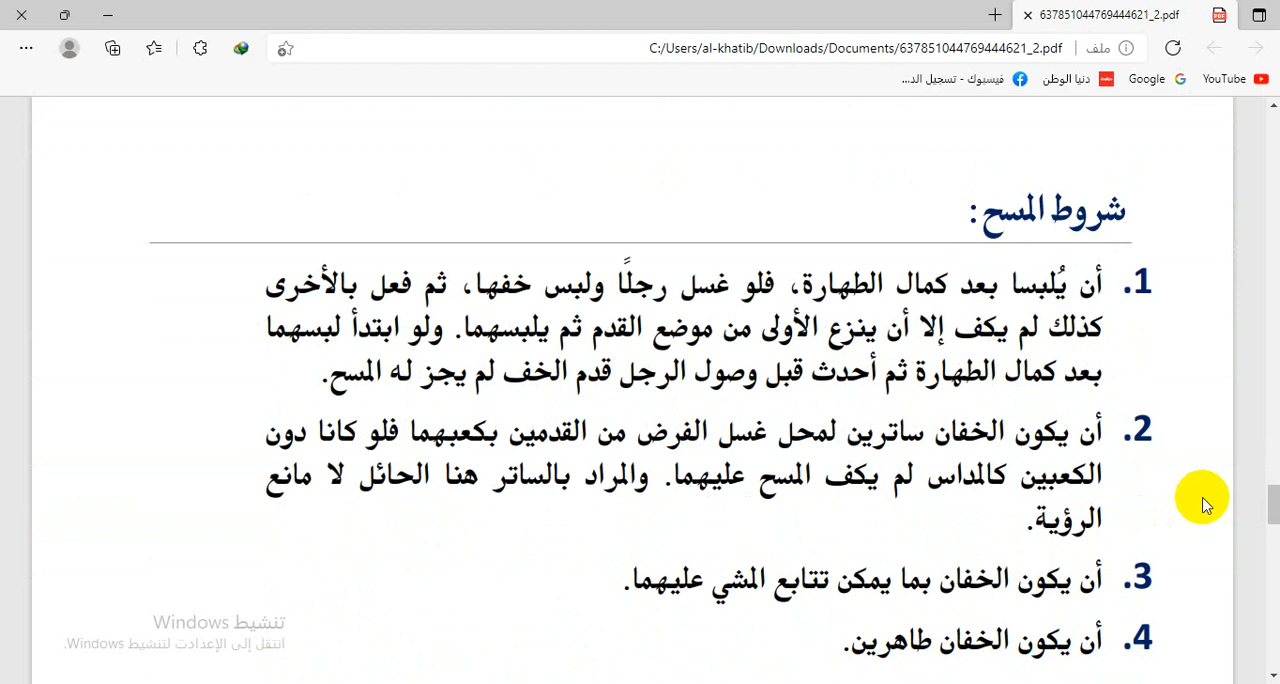 637851044769444621_2.pdf
ملف | C:/Users/al-khatib/Downloads/Documents/637851044769444621_2.pdf
YouTube
Google
دنيا الوطن
فيسبوك - تسجيل الد...
شروط المسح:
1. أن يُلبسا بعد كمال الطهارة، فلو غسل رجلًا ولبس خفها، ثم فعل بالأخرى
كذلك لم يكف إلا أن ينزع الأولى من موضع القدم ثم يلبسهما. ولو ابتدأ لبسهما
بعد كمال الطهارة ثم أحدث قبل وصول الرجل قدم الخف لم يجز له المسح.
2. أن يكون الخفان ساترين لمحل غسل الفرض من القدمين بكعبهما فلو كانا دون
الكعبين كالمداس لم يكف المسح عليهما. والمراد بالساتر هنا الحائل لا مانع
الرؤية.
3. أن يكون الخفان بما يمكن تتابع المشي عليهما.
4. أن يكون الخفان طاهرين.
تنشيط Windows
انتقل إلى الإعدادت لتنشيط Windows.